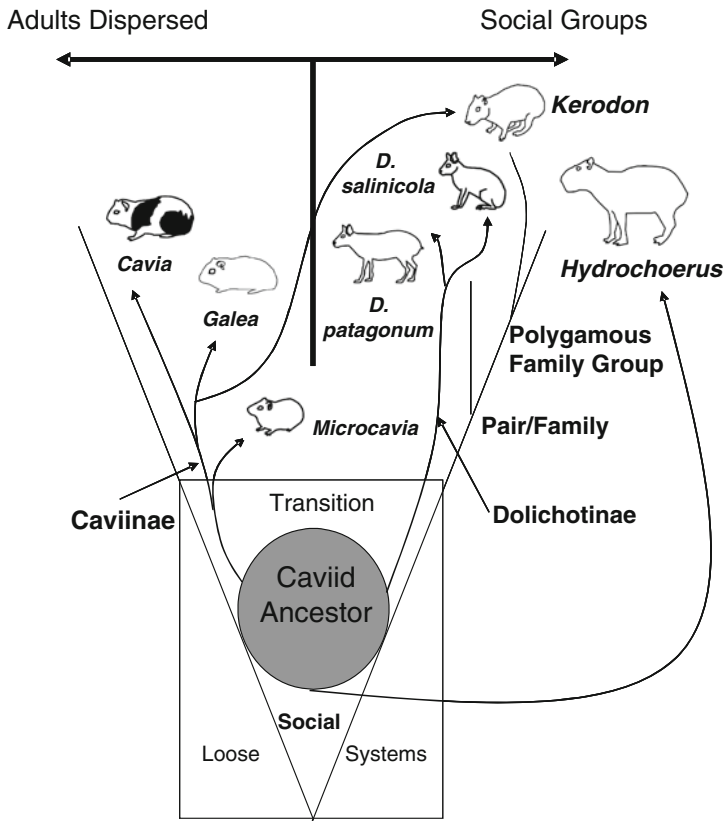 Adults Dispersed
Social Groups
Kerodon
D.
salinicola
Cavia
Galea
D.
patagonum
Hydrochoerus
Polygamous
Family Group
Microcavia
Pair/Family
Caviinae
Transition
Dolichotinae
Caviid
Ancestor
Social
Loose
Systems